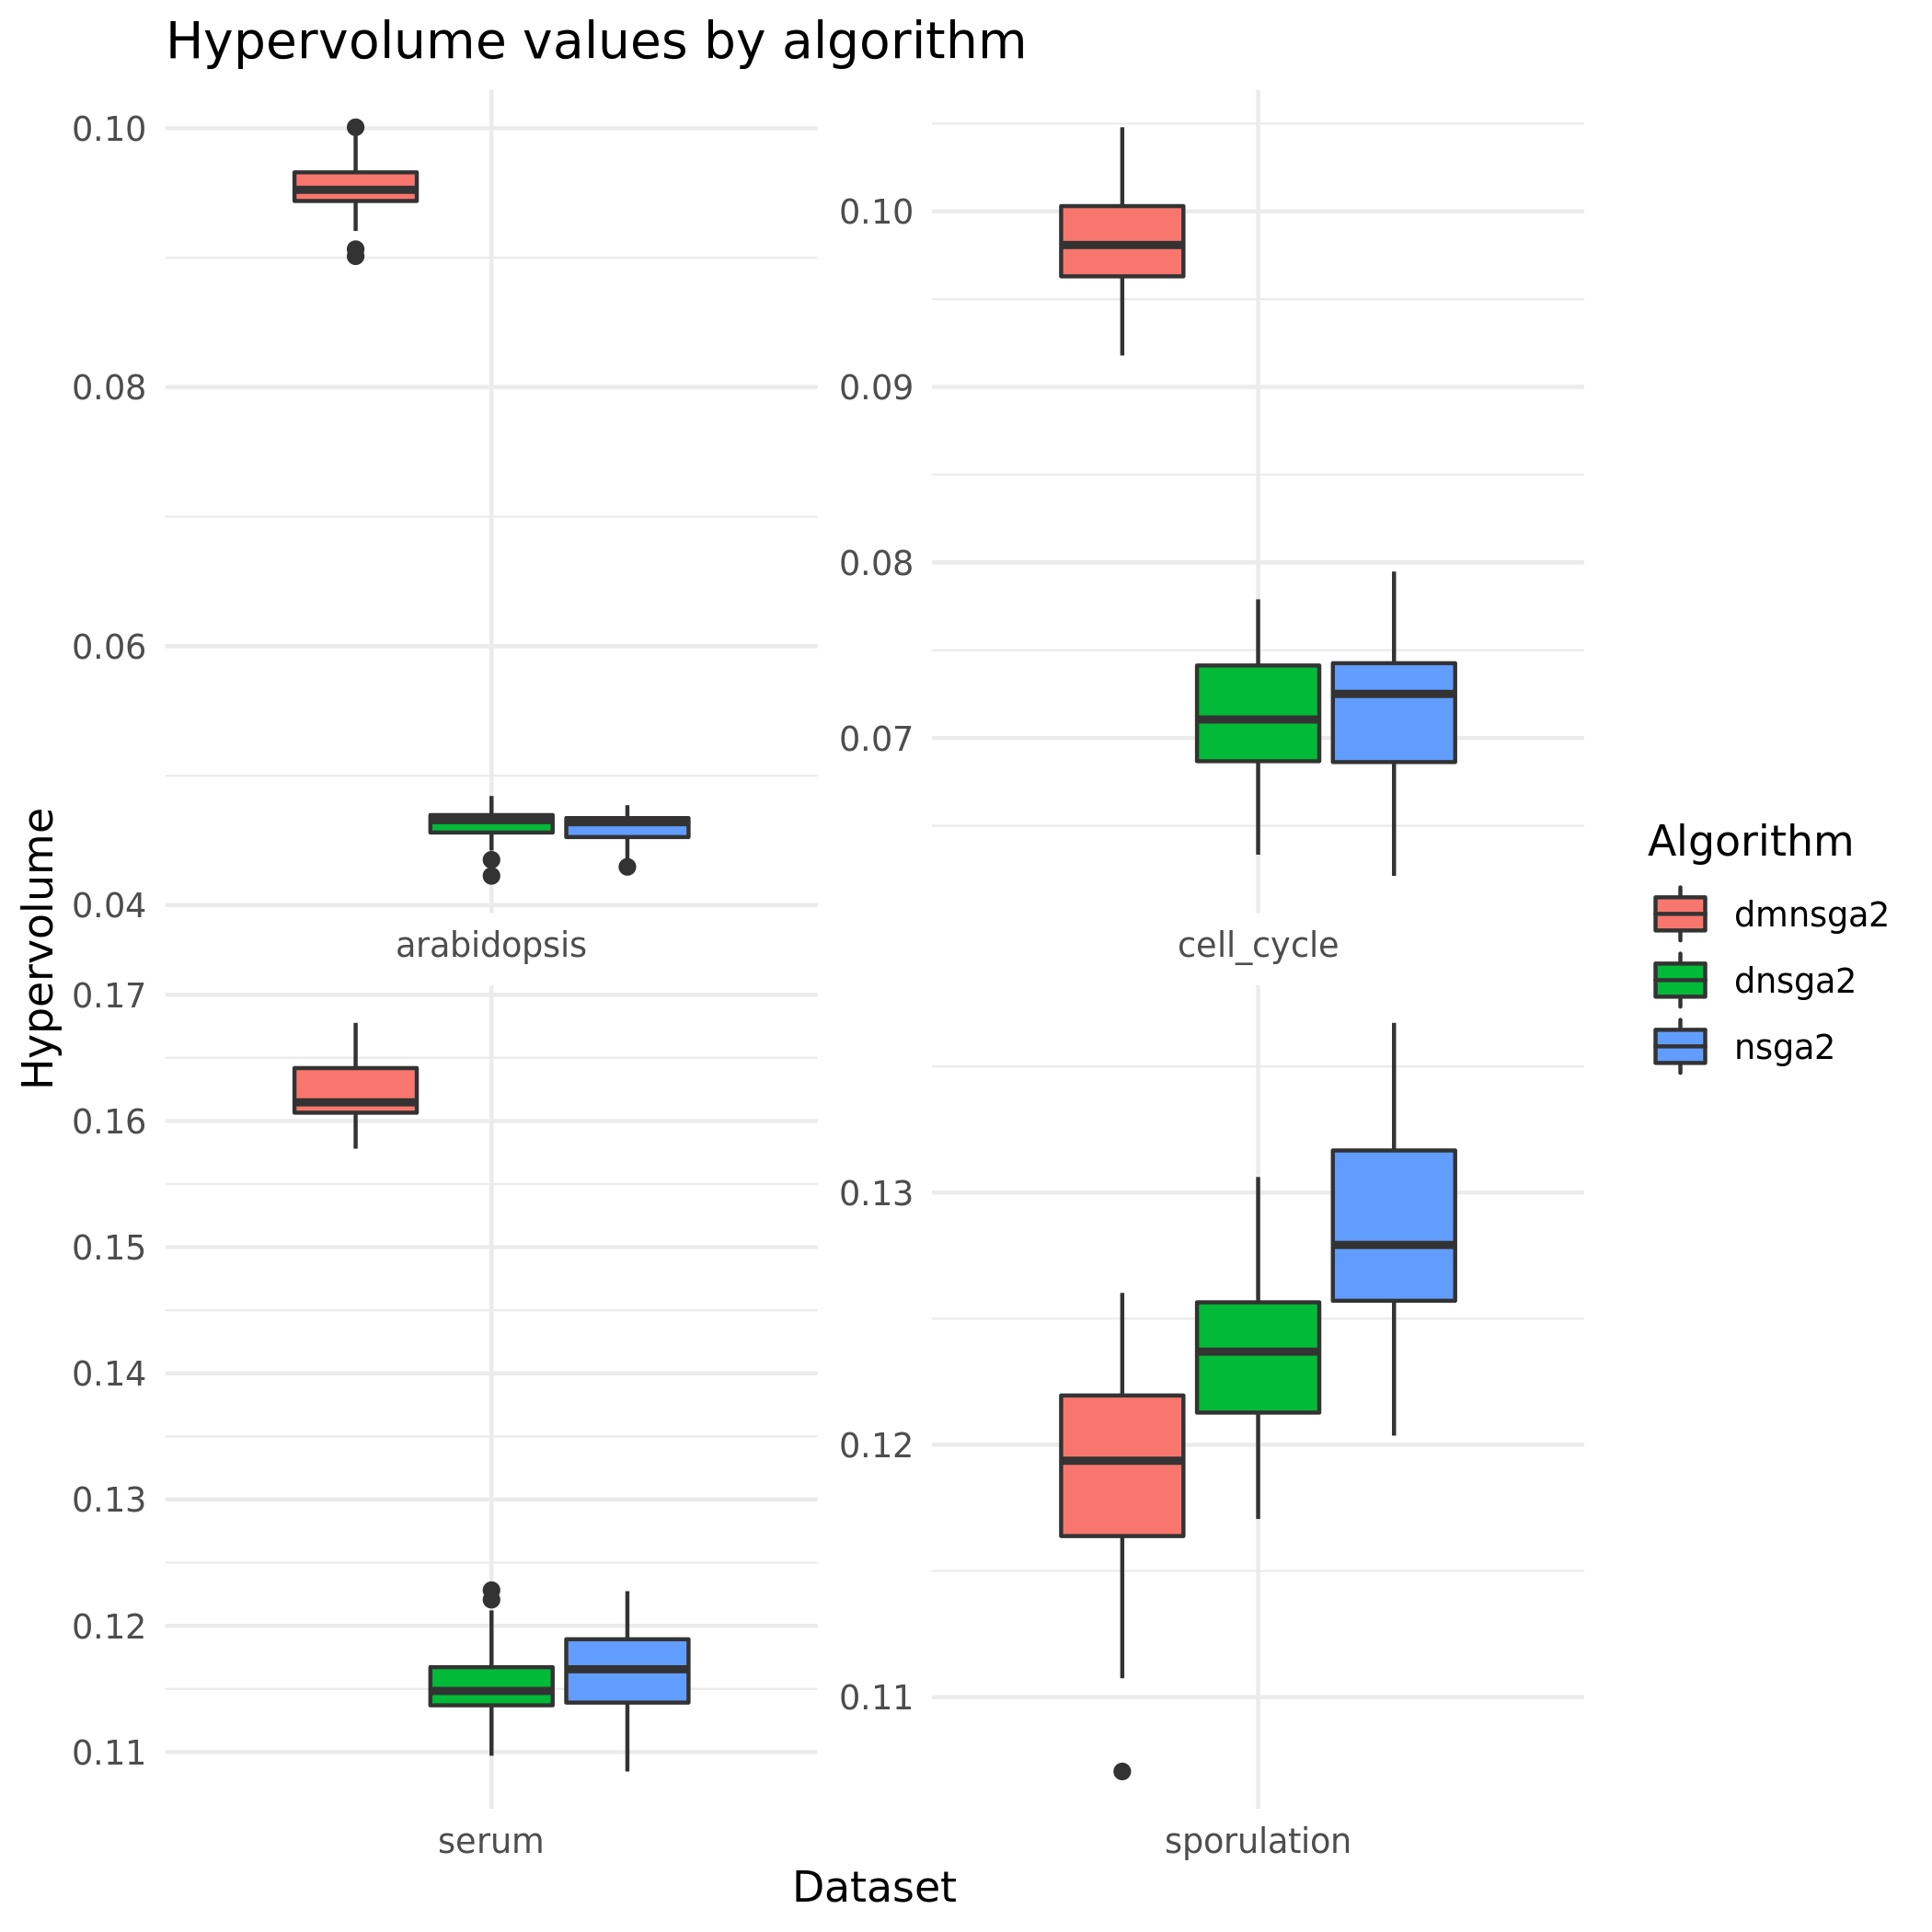 Hypervolume values by algorithm
0.10
0.08
0.06
0.04
arabidopsis
0.10
0.09
0.08
0.07
cell_cycle
0.17
0.16
0.15
0.14
0.13
0.12
0.11
serum
0.13
0.12
0.11
sporulation
Hypervolume
Dataset
Algorithm
dmnsga2
dnsga2
nsga2